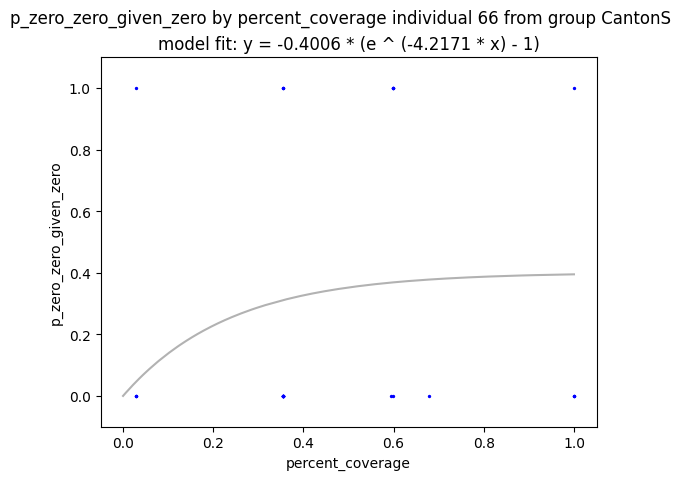 p_zero_zero_given_zero by percent_coverage individual 66 from group CantonS
model fit: y = -0.4006 * (e ^ (-4.2171 * x) - 1)
1.0
0.8
0.6
0.4
0.2
0.0
p_zero_zero_given_zero
0.0 0.2 0.4 0.6 0.8 1.0
percent_coverage